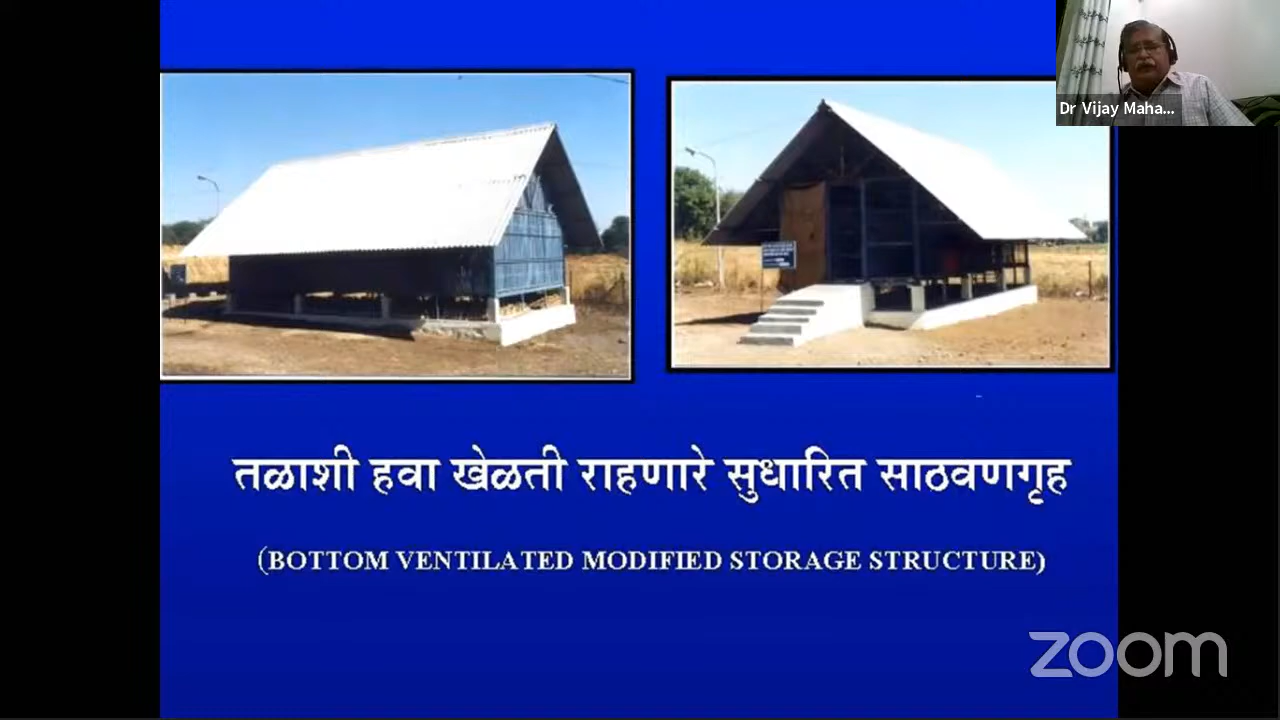 Dr Vijay Maha...
तळाशी हवा खेळती राहणारे सुधारित साठवणगृह
(BOTTOM VENTILATED MODIFIED STORAGE STRUCTURE)
zoom